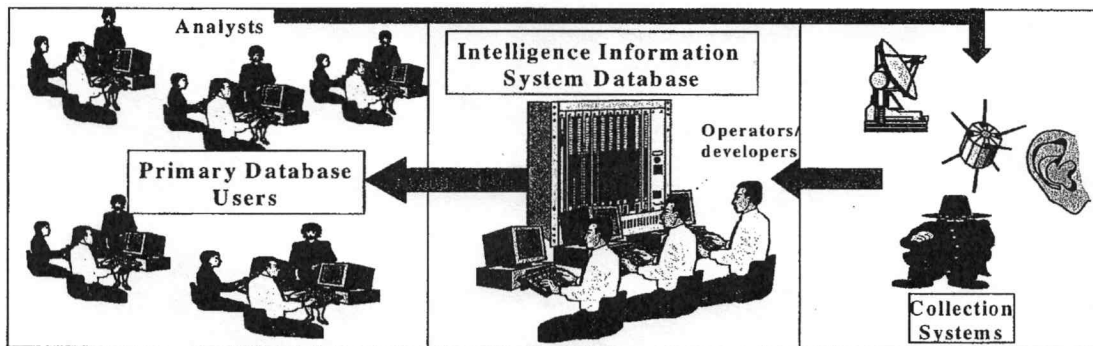 Analysts
Primary Database
Users
Intelligence Information
System Database
Operators/
developers
Collection
Systems